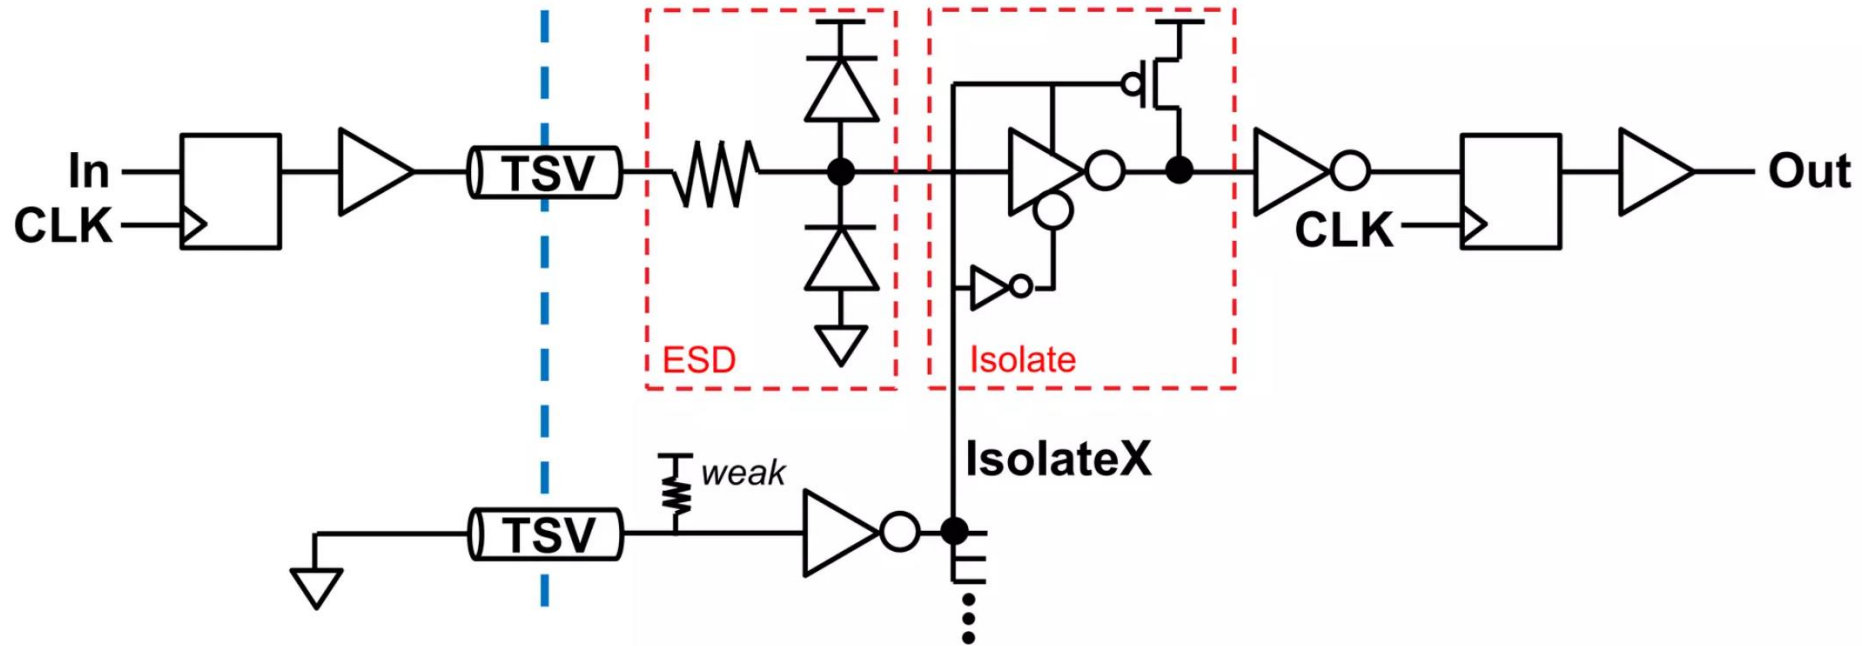 In
CLK
TSV
ESD
Isolate
CLK
Out
weak
IsolateX
TSV